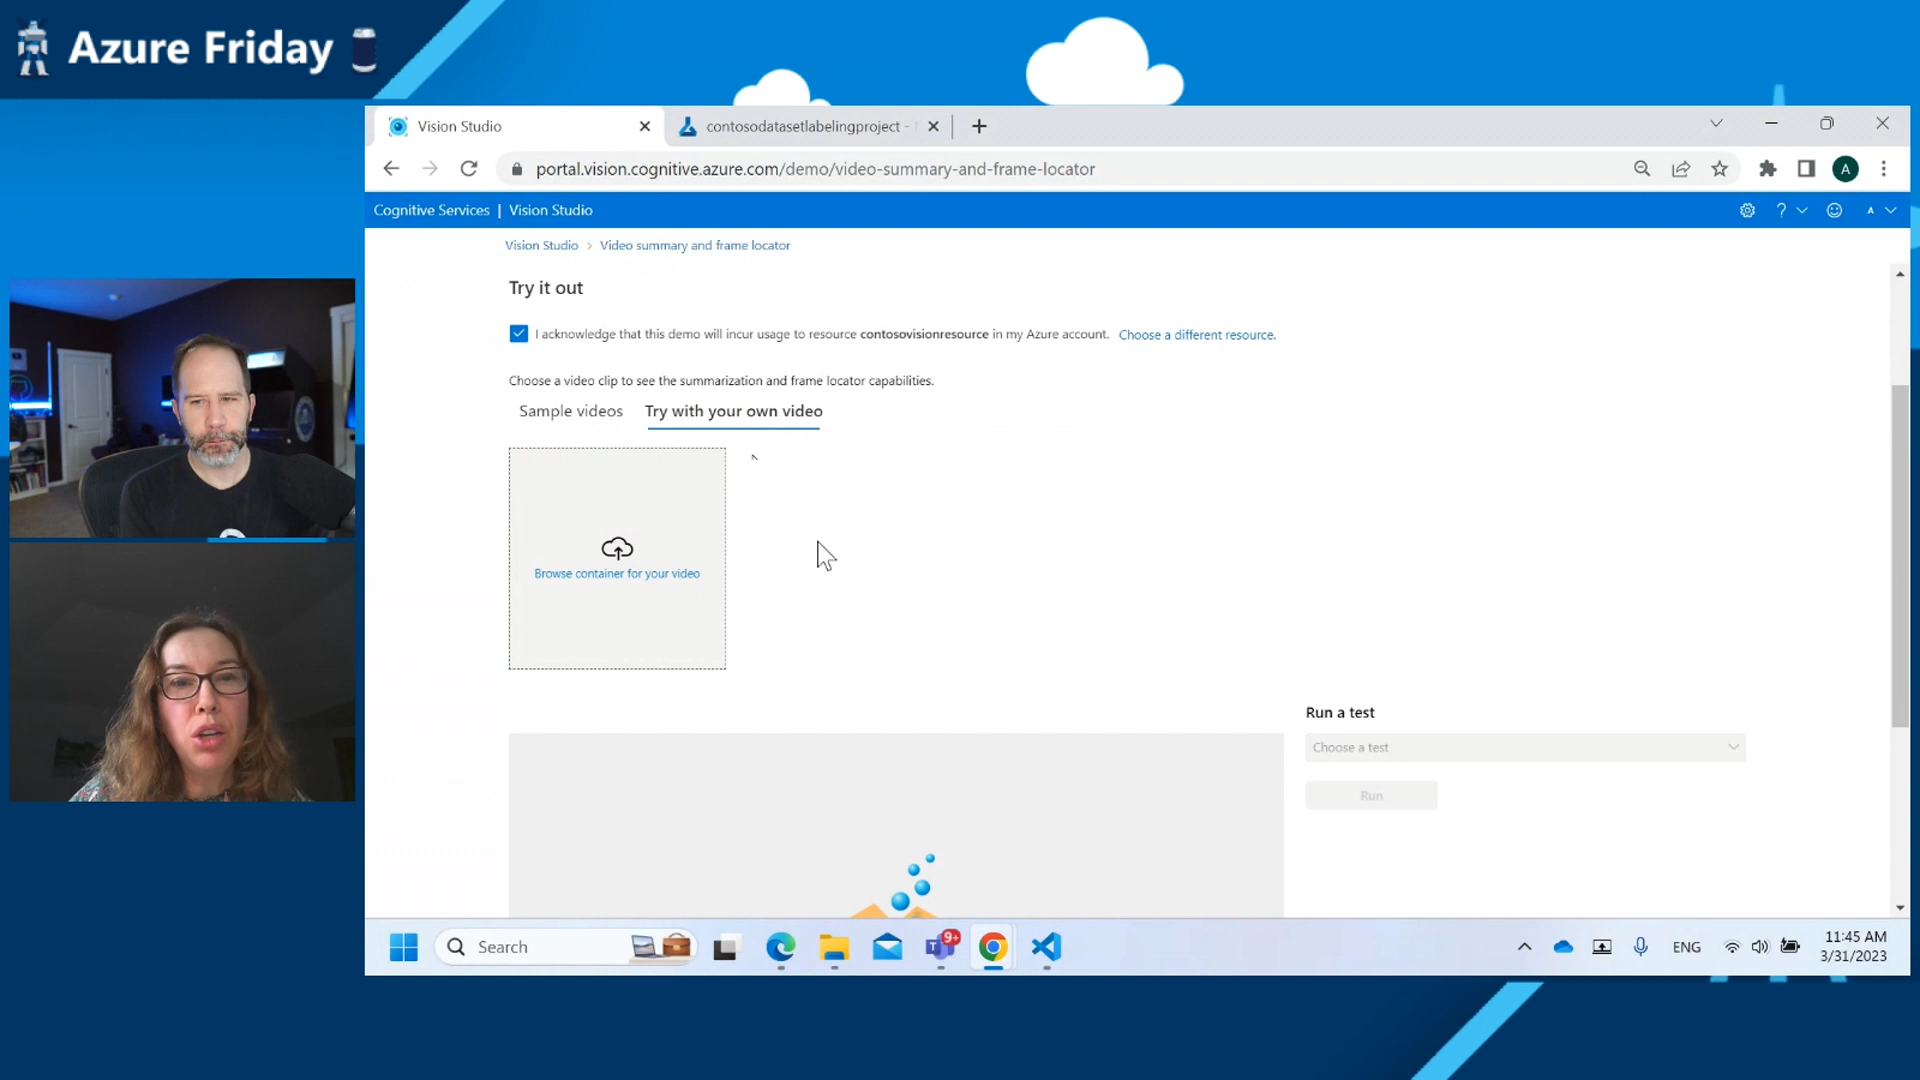 Azure Friday
Vision Studio
contosodatasetlabelingproject -
portal.vision.cognitive.azure.com/demo/video-summary-and-frame-locator
A
Cognitive Services | Vision Studio
?
A
Vision Studio > Video summary and frame locator
Try it out
I acknowledge that this demo will incur usage to resource contosovisionresource in my Azure account. Choose a different resource.
Choose a video clip to see the summarization and frame locator capabilities.
Sample videos
Try with your own video
Browse container for your video
Run a test
Choose a test
Run
Search
9+
ENG
11:45 AM
3/31/2023